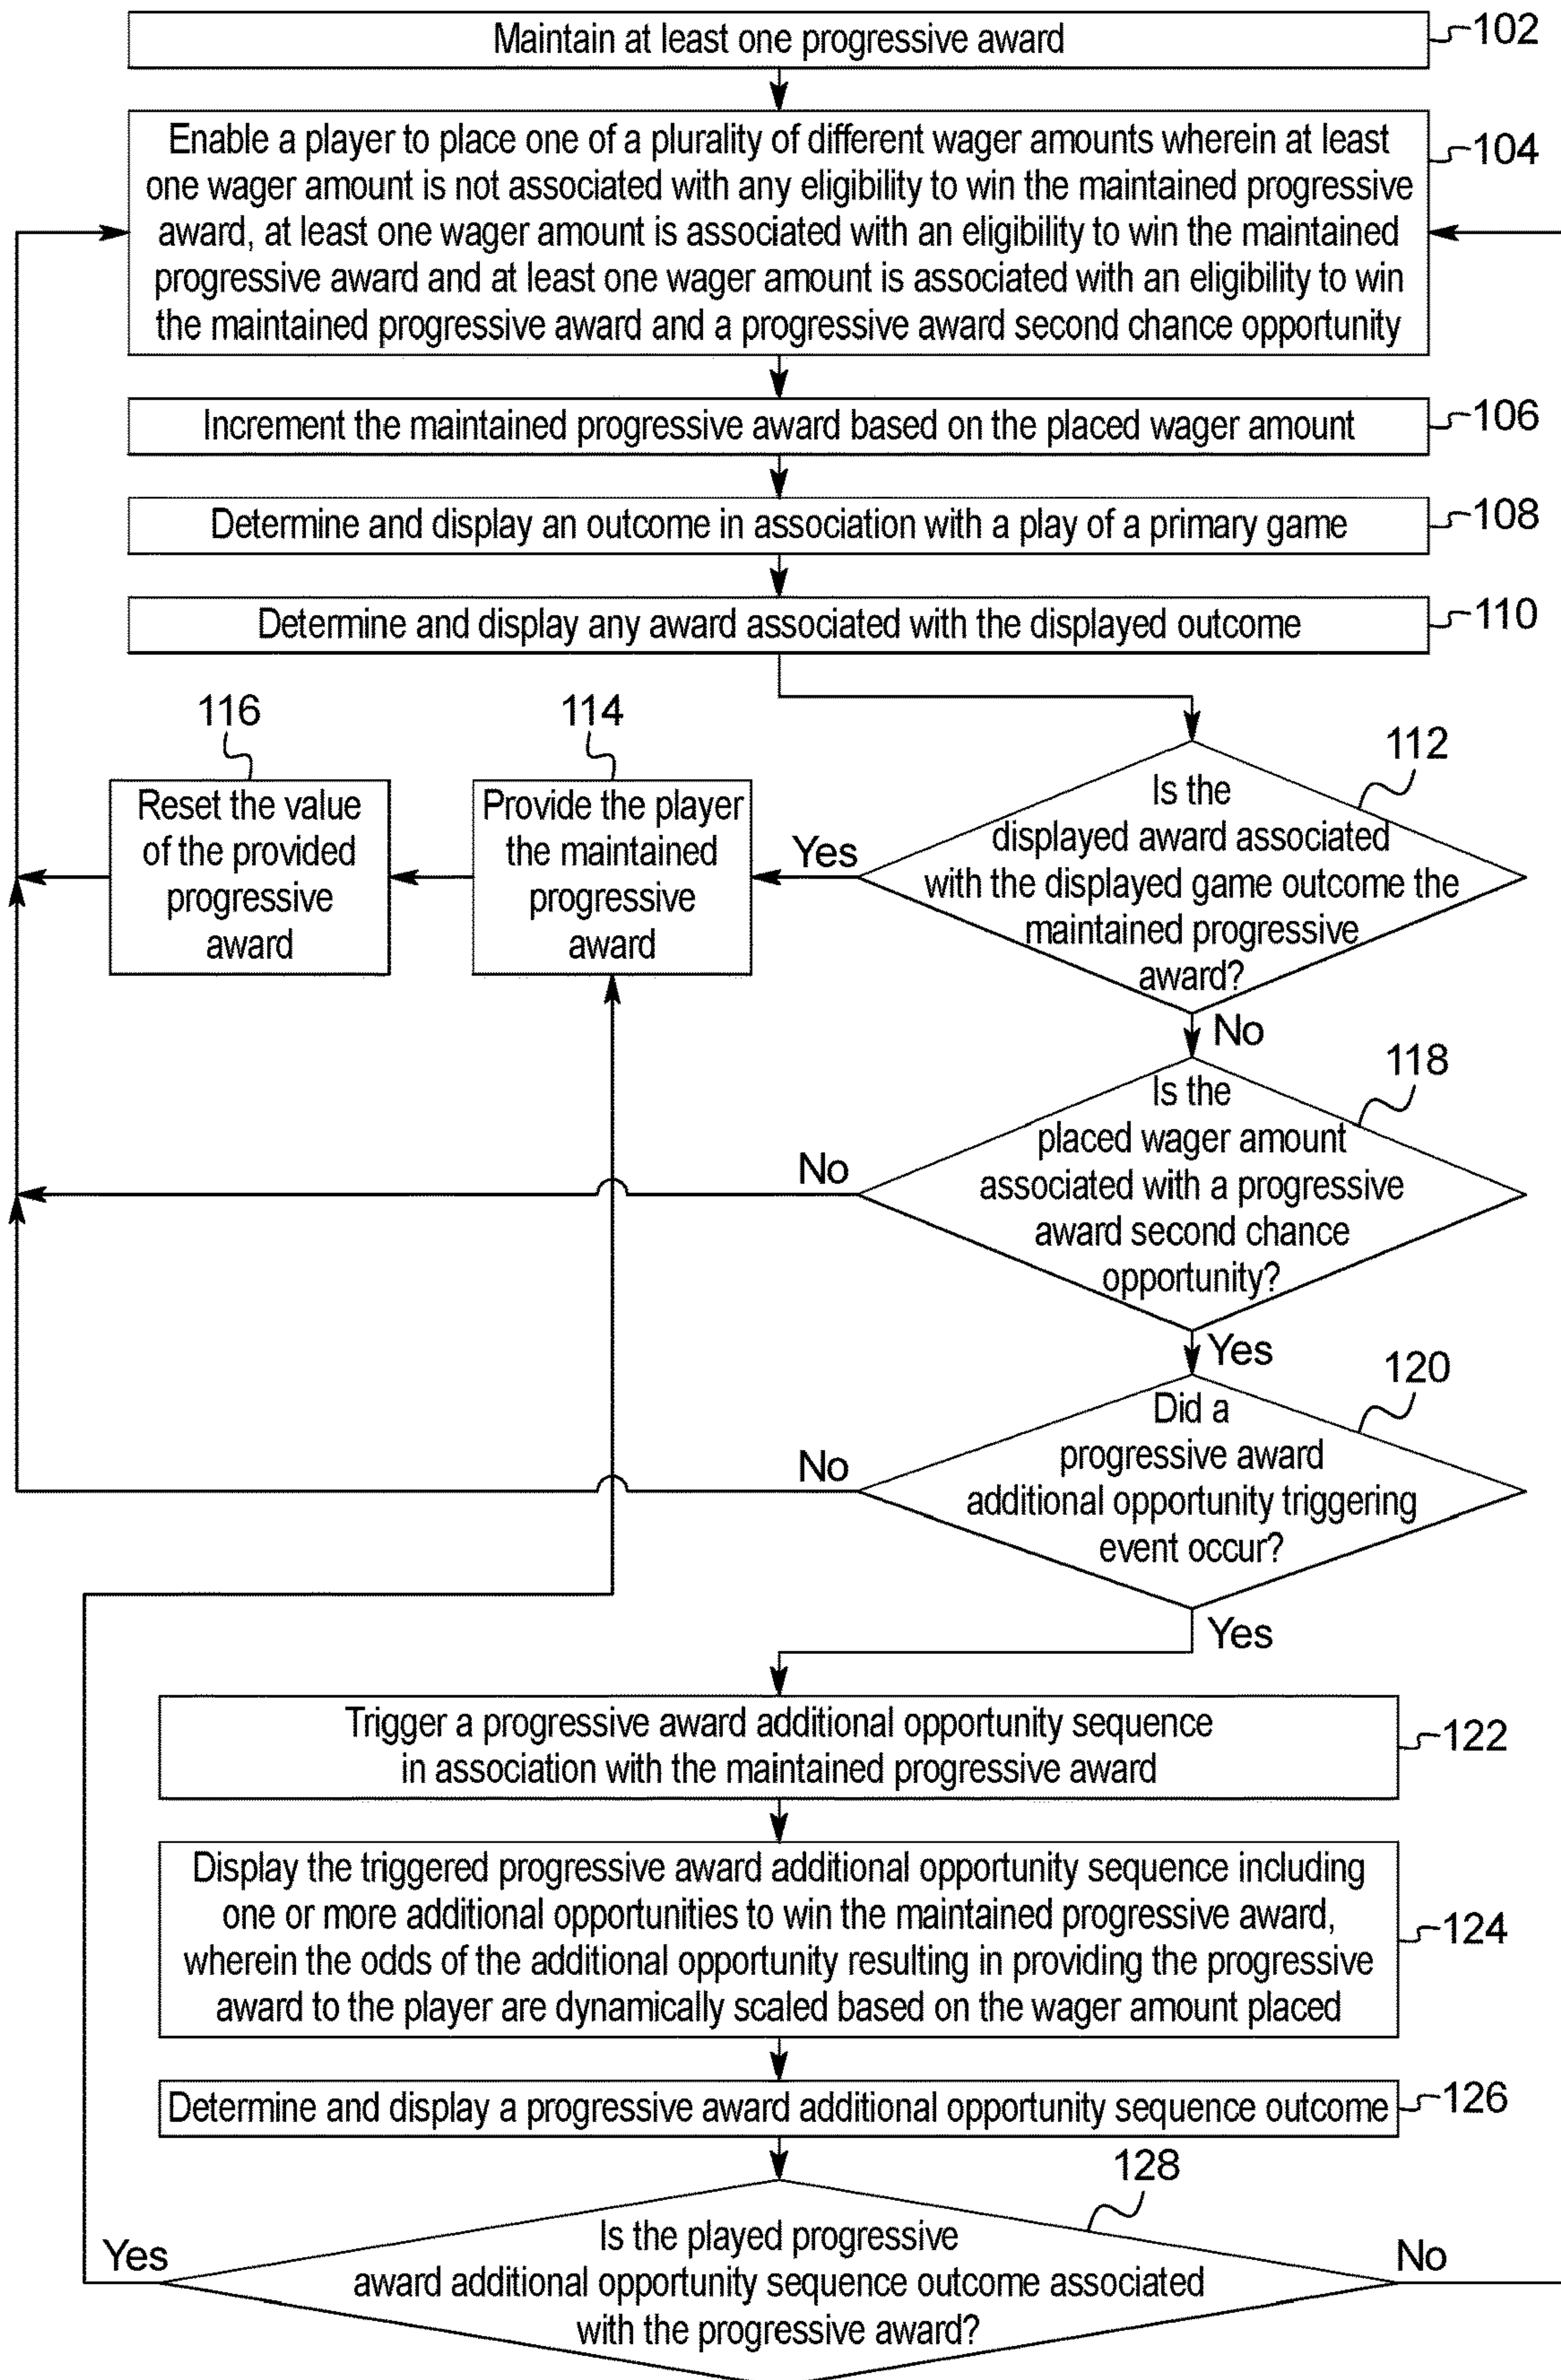 Maintain at least one progressive award
102
Enable a player to place one of a plurality of different wager amounts wherein at least
one wager amount is not associated with any eligibility to win the maintained progressive
award, at least one wager amount is associated with an eligibility to win the maintained
progressive award and at least one wager amount is associated with an eligibility to win
the maintained progressive award and a progressive award second chance opportunity
104
Increment the maintained progressive award based on the placed wager amount
106
Determine and display an outcome in association with a play of a primary game
108
Determine and display any award associated with the displayed outcome
110
116
Reset the value
of the provided
progressive
award
114
Provide the player
the maintained
progressive
award
Yes
112
Is the
displayed award associated
with the displayed game outcome the
maintained progressive
award?
No
118
Is the
placed wager amount
associated with a progressive
award second chance
opportunity?
No
Yes
120
Did a
progressive award
additional opportunity triggering
event occur?
No
Yes
Trigger a progressive award additional opportunity sequence
in association with the maintained progressive award
122
Display the triggered progressive award additional opportunity sequence including
one or more additional opportunities to win the maintained progressive award,
wherein the odds of the additional opportunity resulting in providing the progressive
award to the player are dynamically scaled based on the wager amount placed
124
Determine and display a progressive award additional opportunity sequence outcome
126
128
Is the played progressive
award additional opportunity sequence outcome associated
with the progressive award?
Yes
No